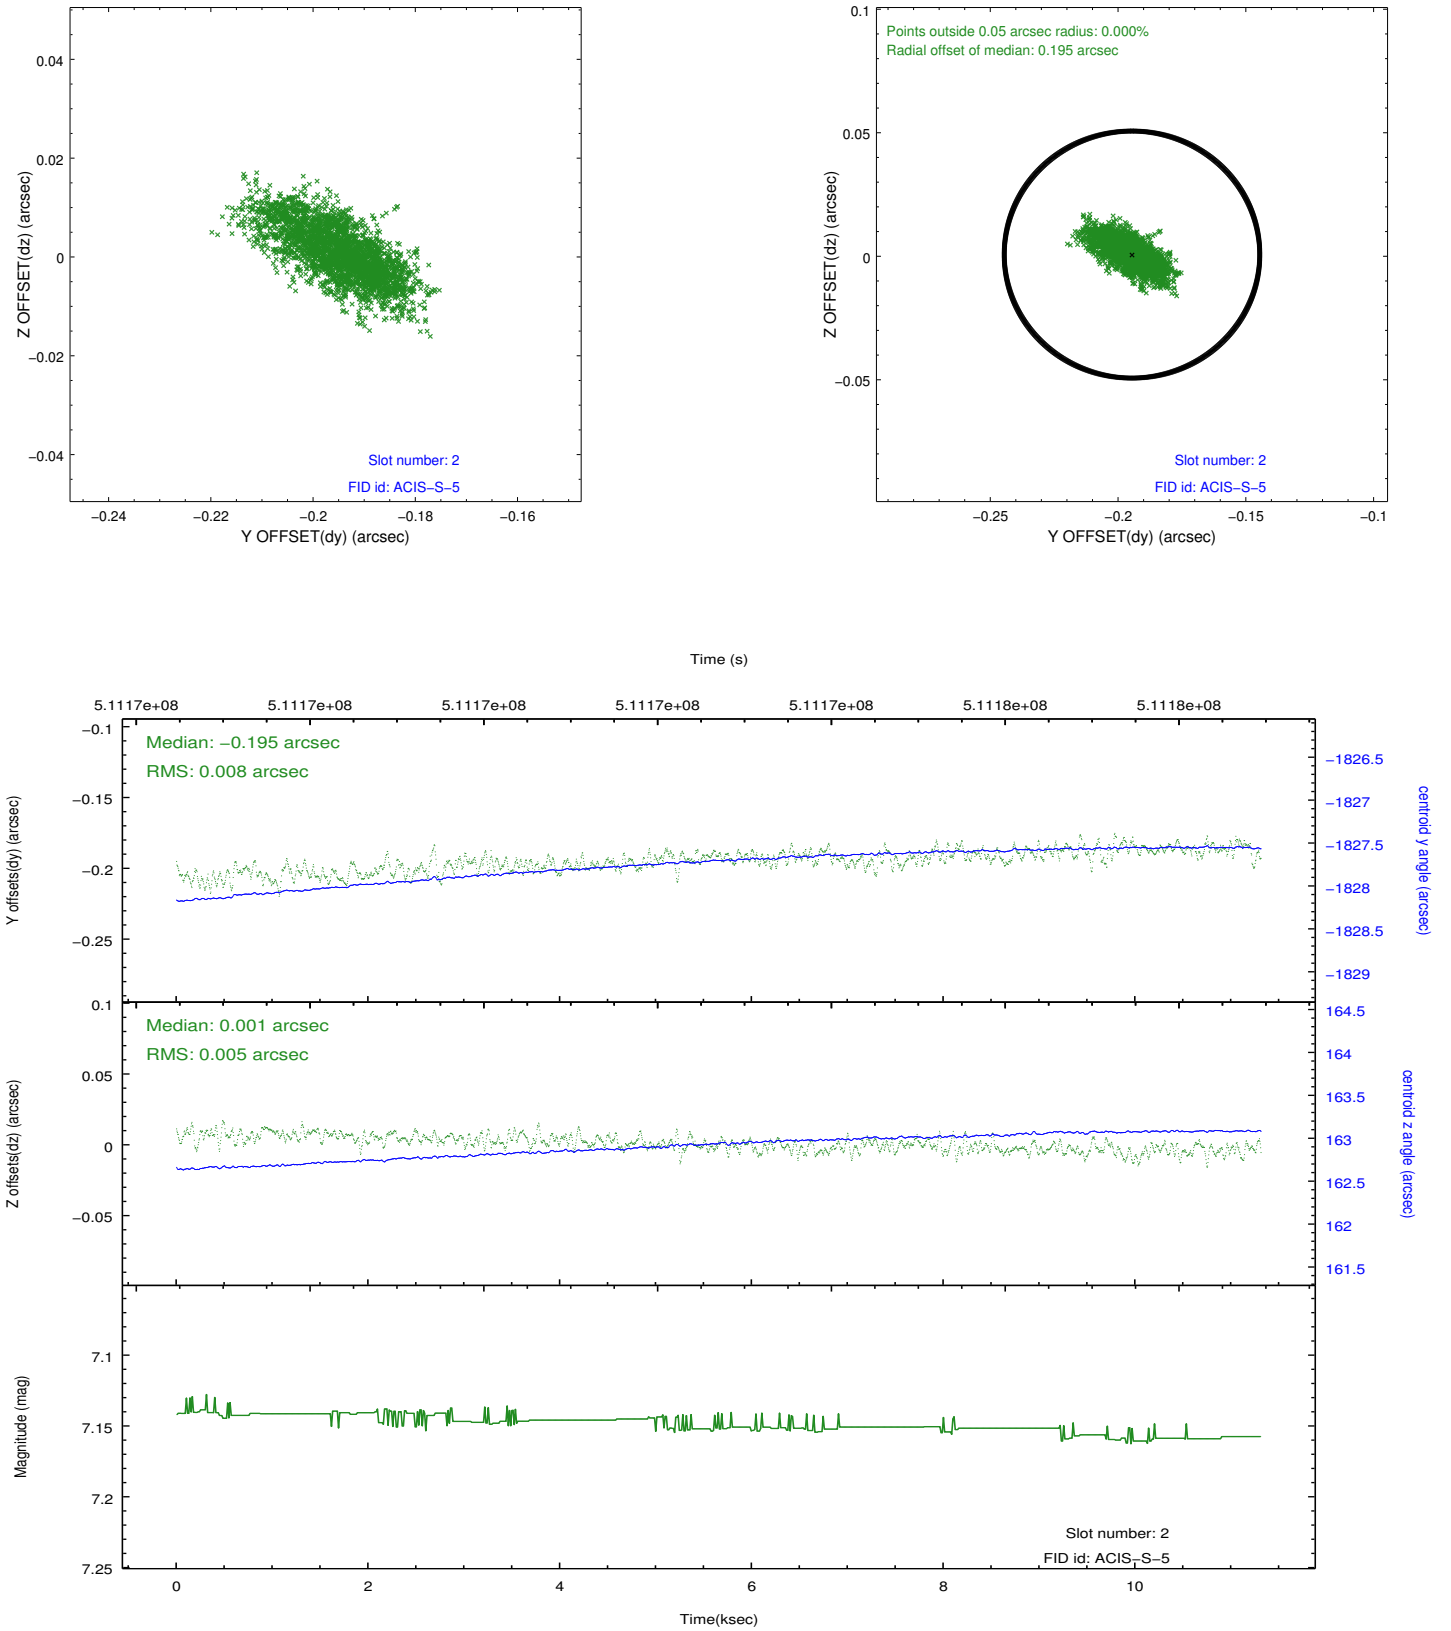 0.04
0.02
0
−0.02
−0.04
Z OFFSET(dz) (arcsec)
Slot number: 2
FID id: ACIS−S−5
−0.24
−0.22
−0.2
−0.18
−0.16
Y OFFSET(dy) (arcsec)
0.1
0.05
0
−0.05
Z OFFSET(dz) (arcsec)
Points outside 0.05 arcsec radius: 0.000%
Radial offset of median: 0.195 arcsec
Slot number: 2
FID id: ACIS−S−5
−0.25
−0.2
−0.15
−0.1
Y OFFSET(dy) (arcsec)
Time (s)
5.1117e+08
5.1117e+08
5.1117e+08
5.1117e+08
5.1117e+08
5.1118e+08
5.1118e+08
−0.1
−0.15
−0.2
−0.25
Y offsets(dy) (arcsec)
Median: −0.195 arcsec
RMS: 0.008 arcsec
−1826.5
−1827
−1827.5
−1828
−1828.5
−1829
centroid y angle (arcsec)
0.1
0.05
0
−0.05
Z offsets(dz) (arcsec)
Median: 0.001 arcsec
RMS: 0.005 arcsec
164.5
164
163.5
163
162.5
162
161.5
centroid z angle (arcsec)
7.1
7.15
7.2
7.25
Magnitude (mag)
Slot number: 2
FID id: ACIS−S−5
0
2
4
6
8
10
Time(ksec)